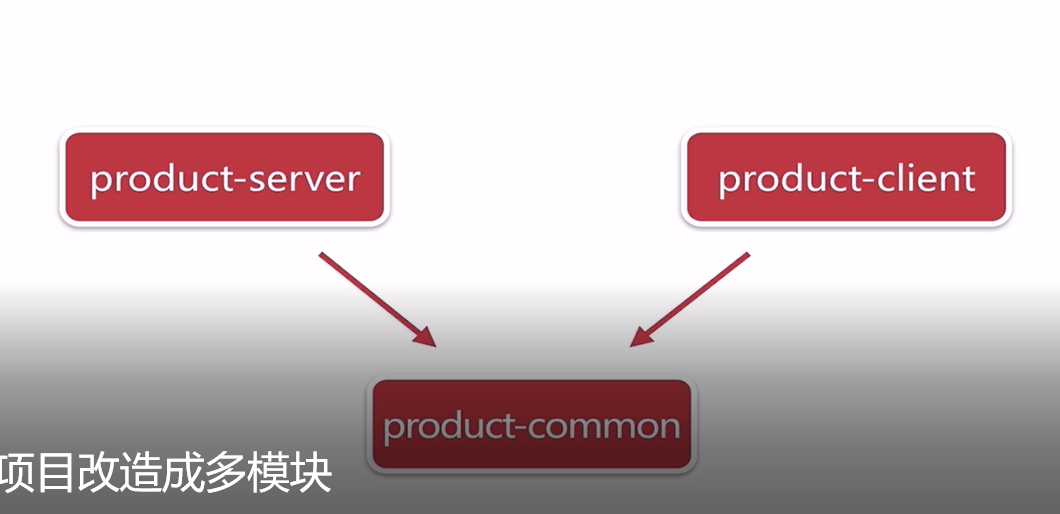 product-server
product-client
product-common
项目改造成多模块